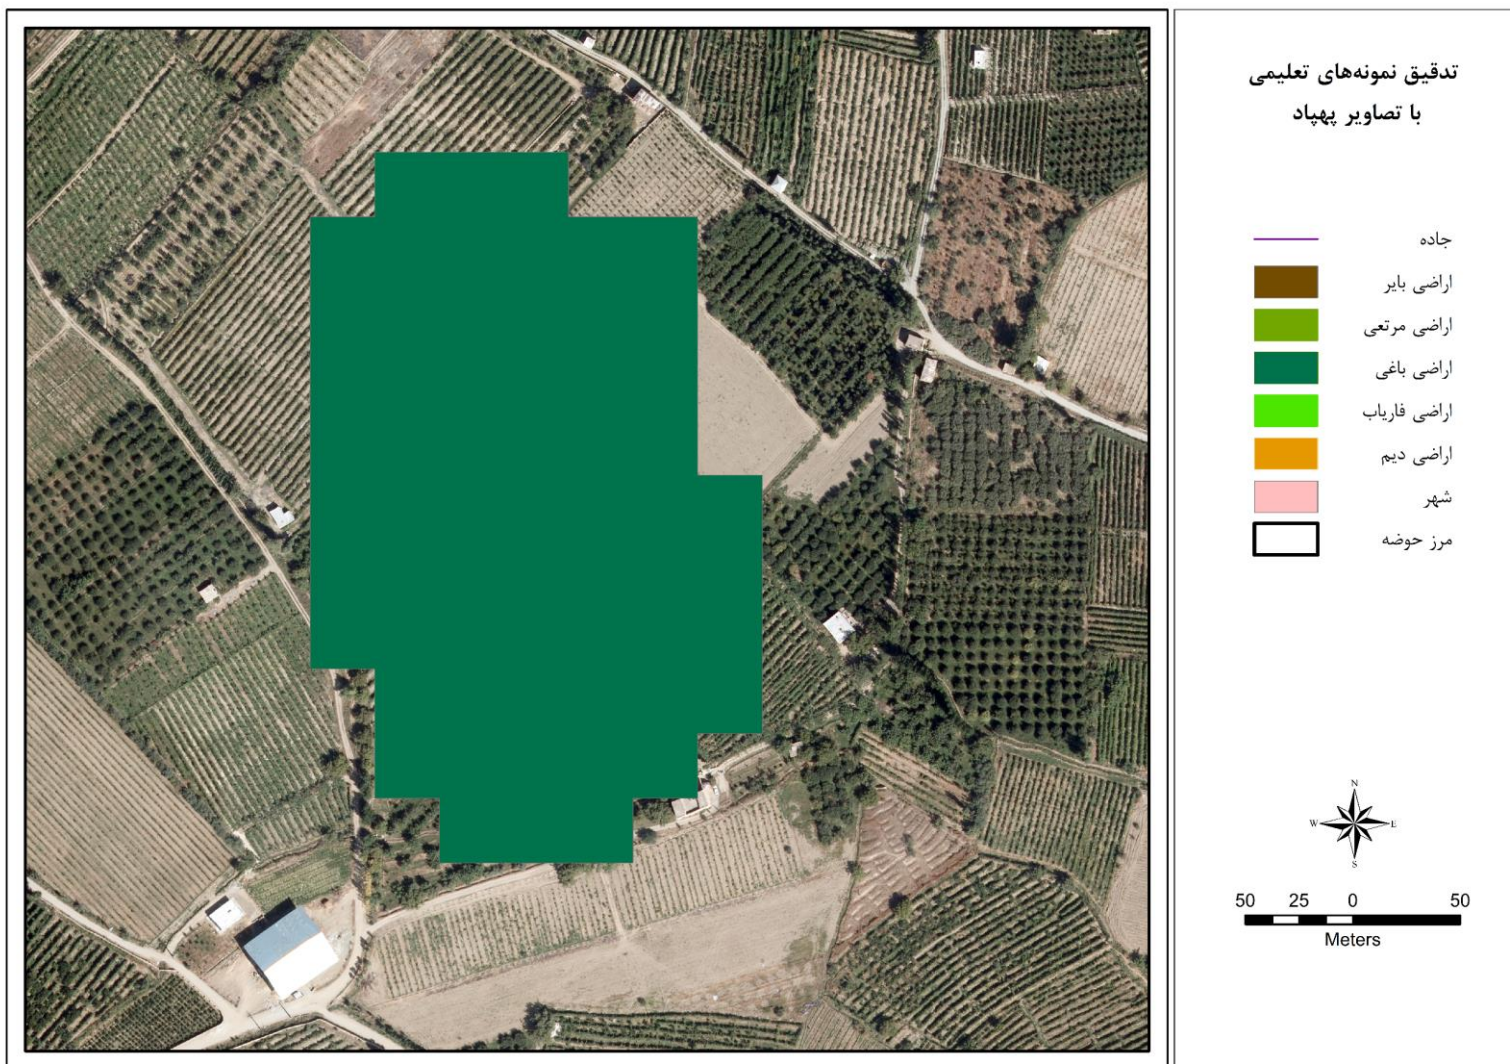 تدقیق نمونه‌های تعلیمی
با تصاویر پهپاد
جاده
اراضی بایر
اراضی مرتعی
اراضی باغی
اراضی فاریاب
اراضی دیم
شهر
مرز حوضه
N
W E
S
50 25 0 50
Meters